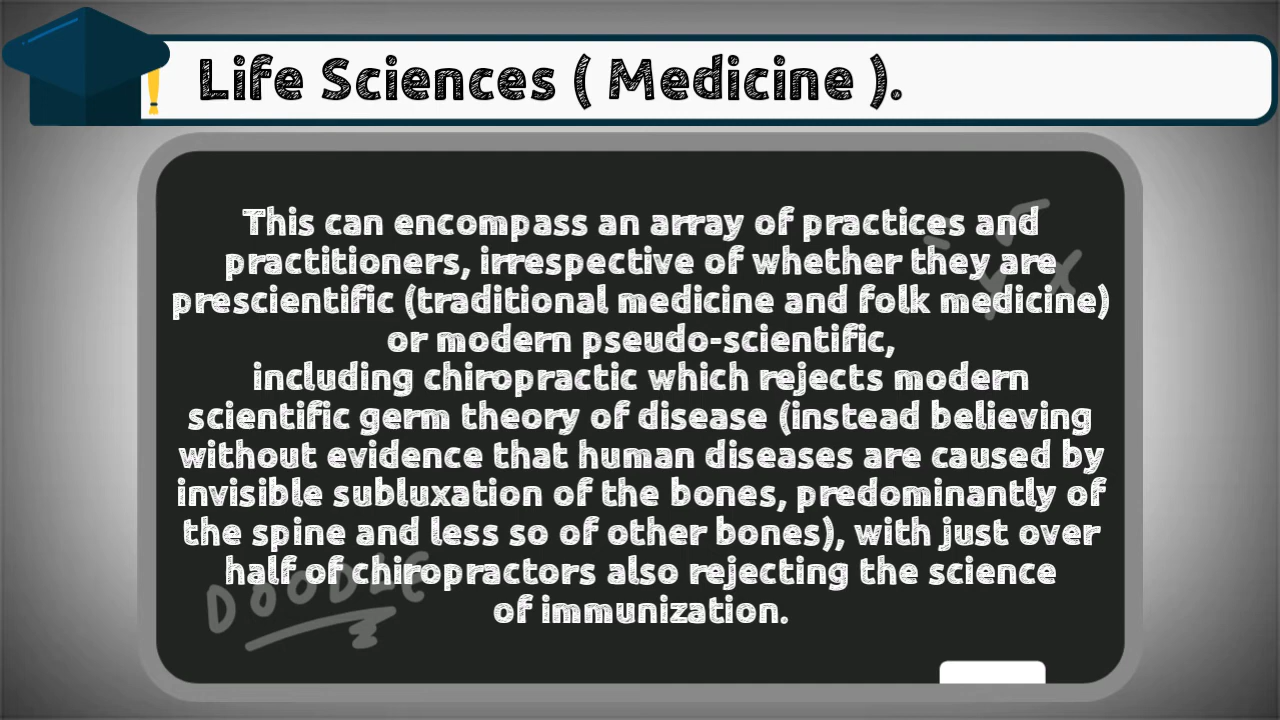 Life Sciences ( Medicine ).
This can encompass an array of practices and
practitioners, irrespective of whether they are
prescientific (traditional medicine and folk medicine)
or modern pseudo-scientific,
including chiropractic which rejects modern
scientific germ theory of disease (instead believing
without evidence that human diseases are caused by
invisible subluxation of the bones, predominantly of
the spine and less so of other bones), with just over
half of chiropractors also rejecting the science
of immunization.
DOODLE